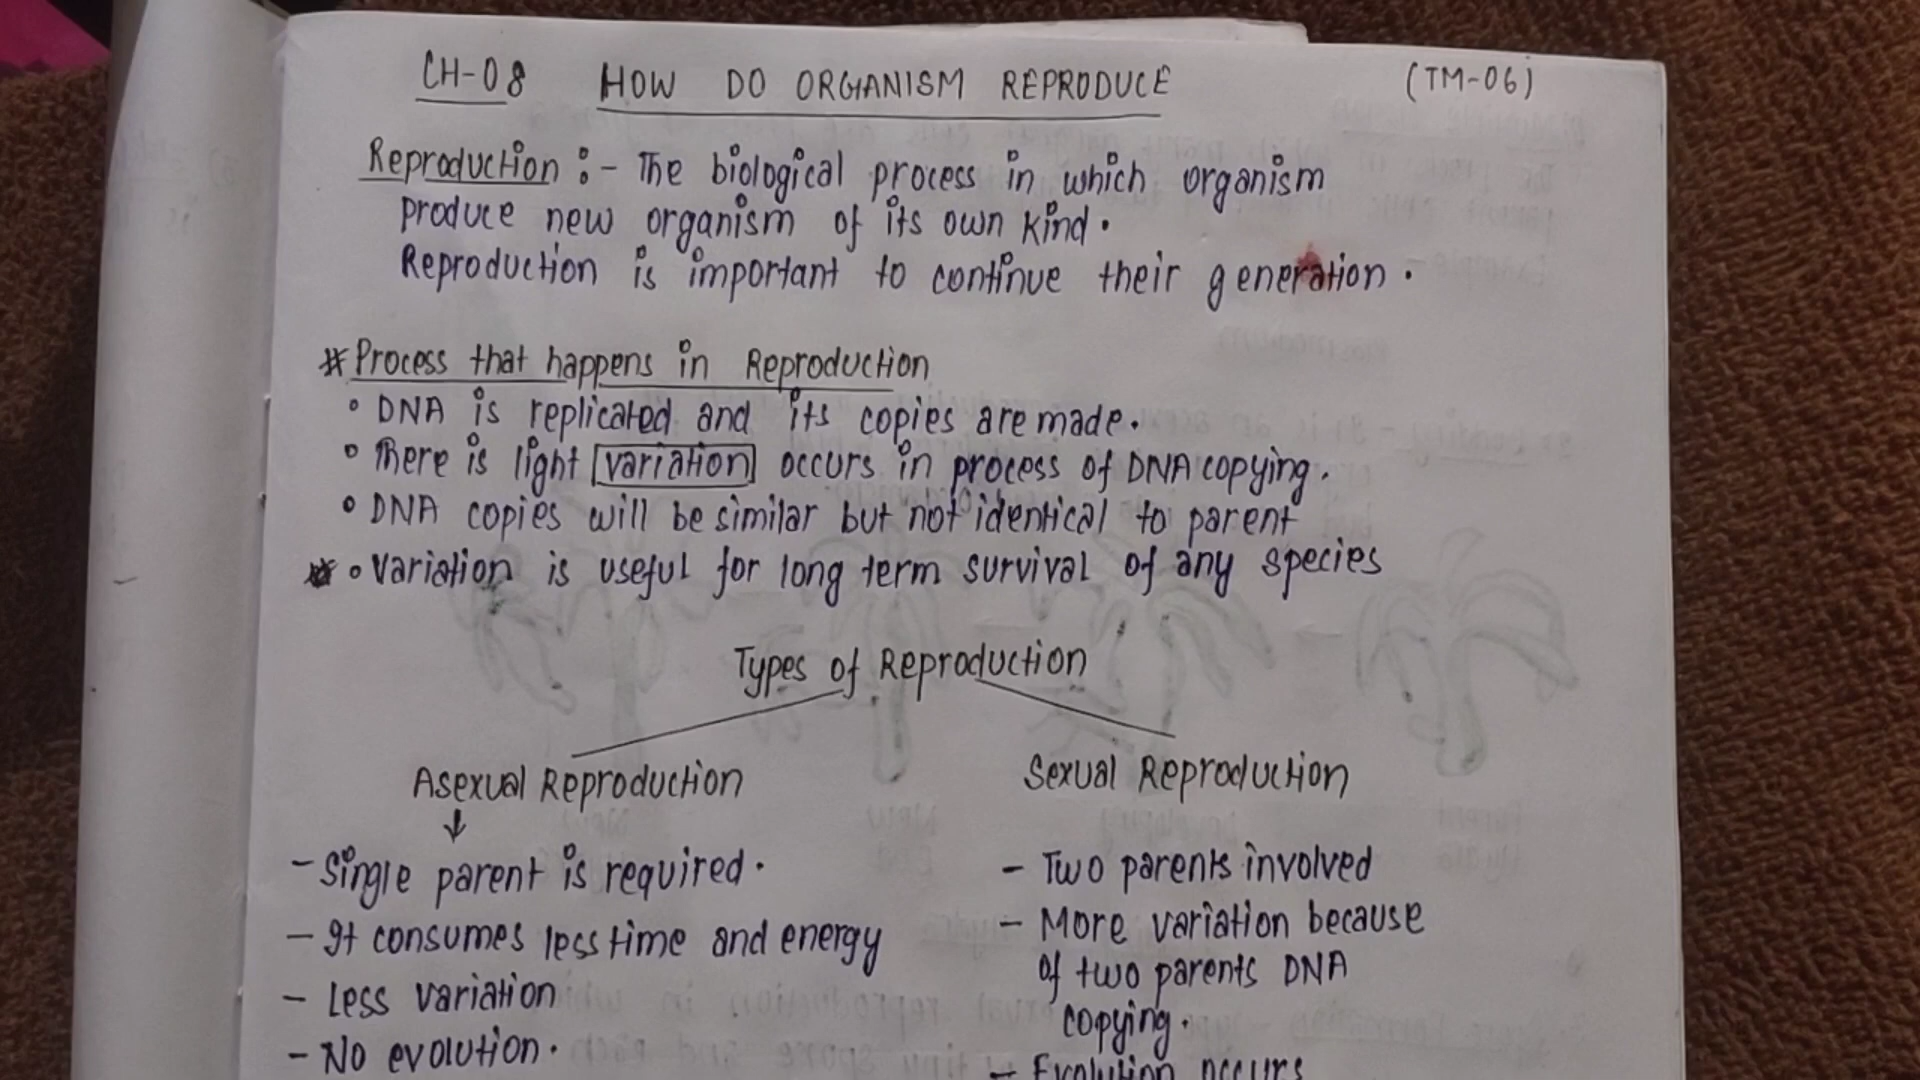 CH-08 HOW DO ORGANISM REPRODUCE (TM-06)
Reproduction :- The biological process in which organism
produce new organism of its own kind.
Reproduction is important to continue their generation.
* Process that happens in Reproduction
• DNA is replicated and its copies are made.
• There is light variation occurs in process of DNA copying.
• DNA copies will be similar but not identical to parent
* • Variation is useful for long term survival of any species
Types of Reproduction
Asexual Reproduction
↓
- Single parent is required.
- It consumes less time and energy
- Less variation
- No evolution.
Sexual Reproduction
- Two parents involved
- More variation because
of two parents DNA
copying.
- Evolution occurs